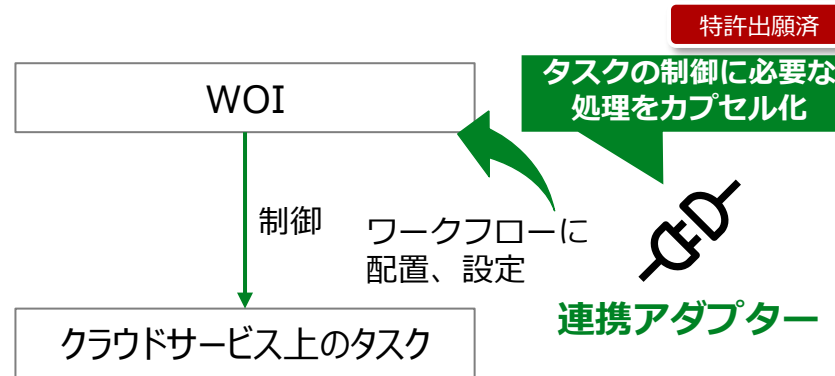 特許出願済
タスクの制御に必要な
処理をカプセル化
WOI
制御
ワークフローに
配置、設定
連携アダプター
クラウドサービス上のタスク